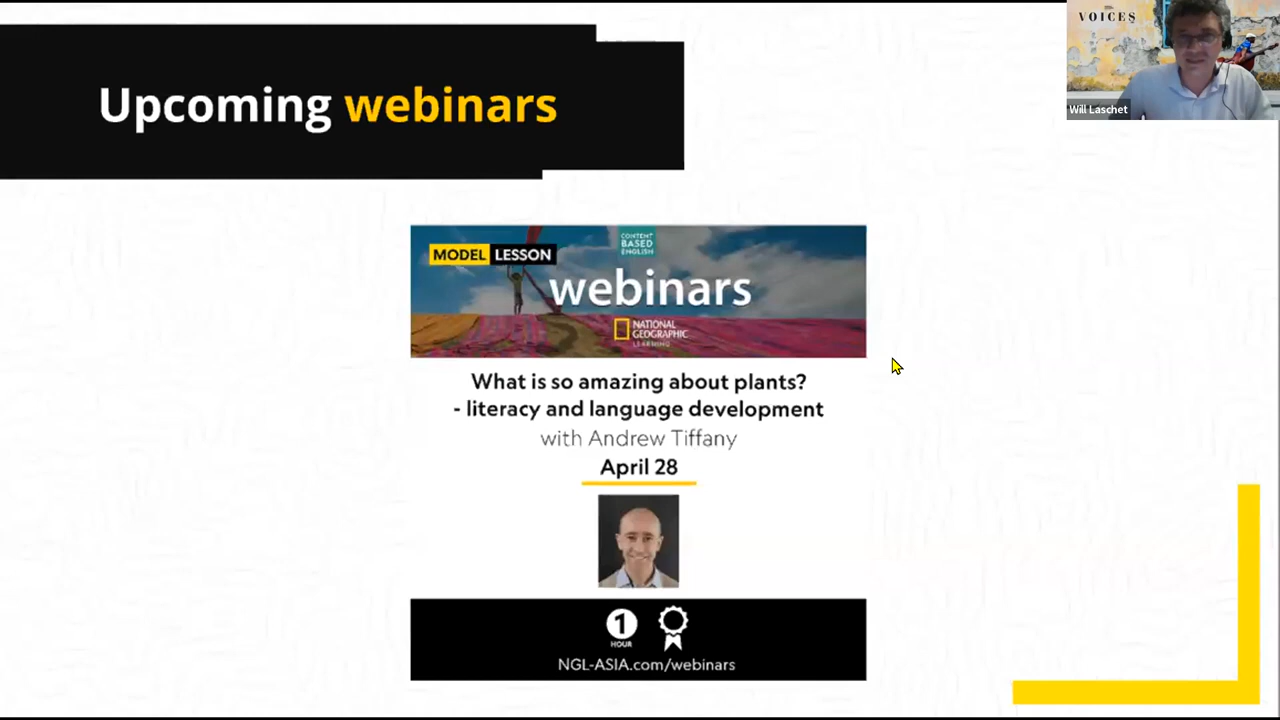 VOICES
Will Laschet
Upcoming webinars
MODEL LESSON
CONTENT
BASED
ENGLISH
webinars
NATIONAL
GEOGRAPHIC
LEARNING
What is so amazing about plants?
- literacy and language development
with Andrew Tiffany
April 28
1
HOUR
NGL-ASIA.com/webinars